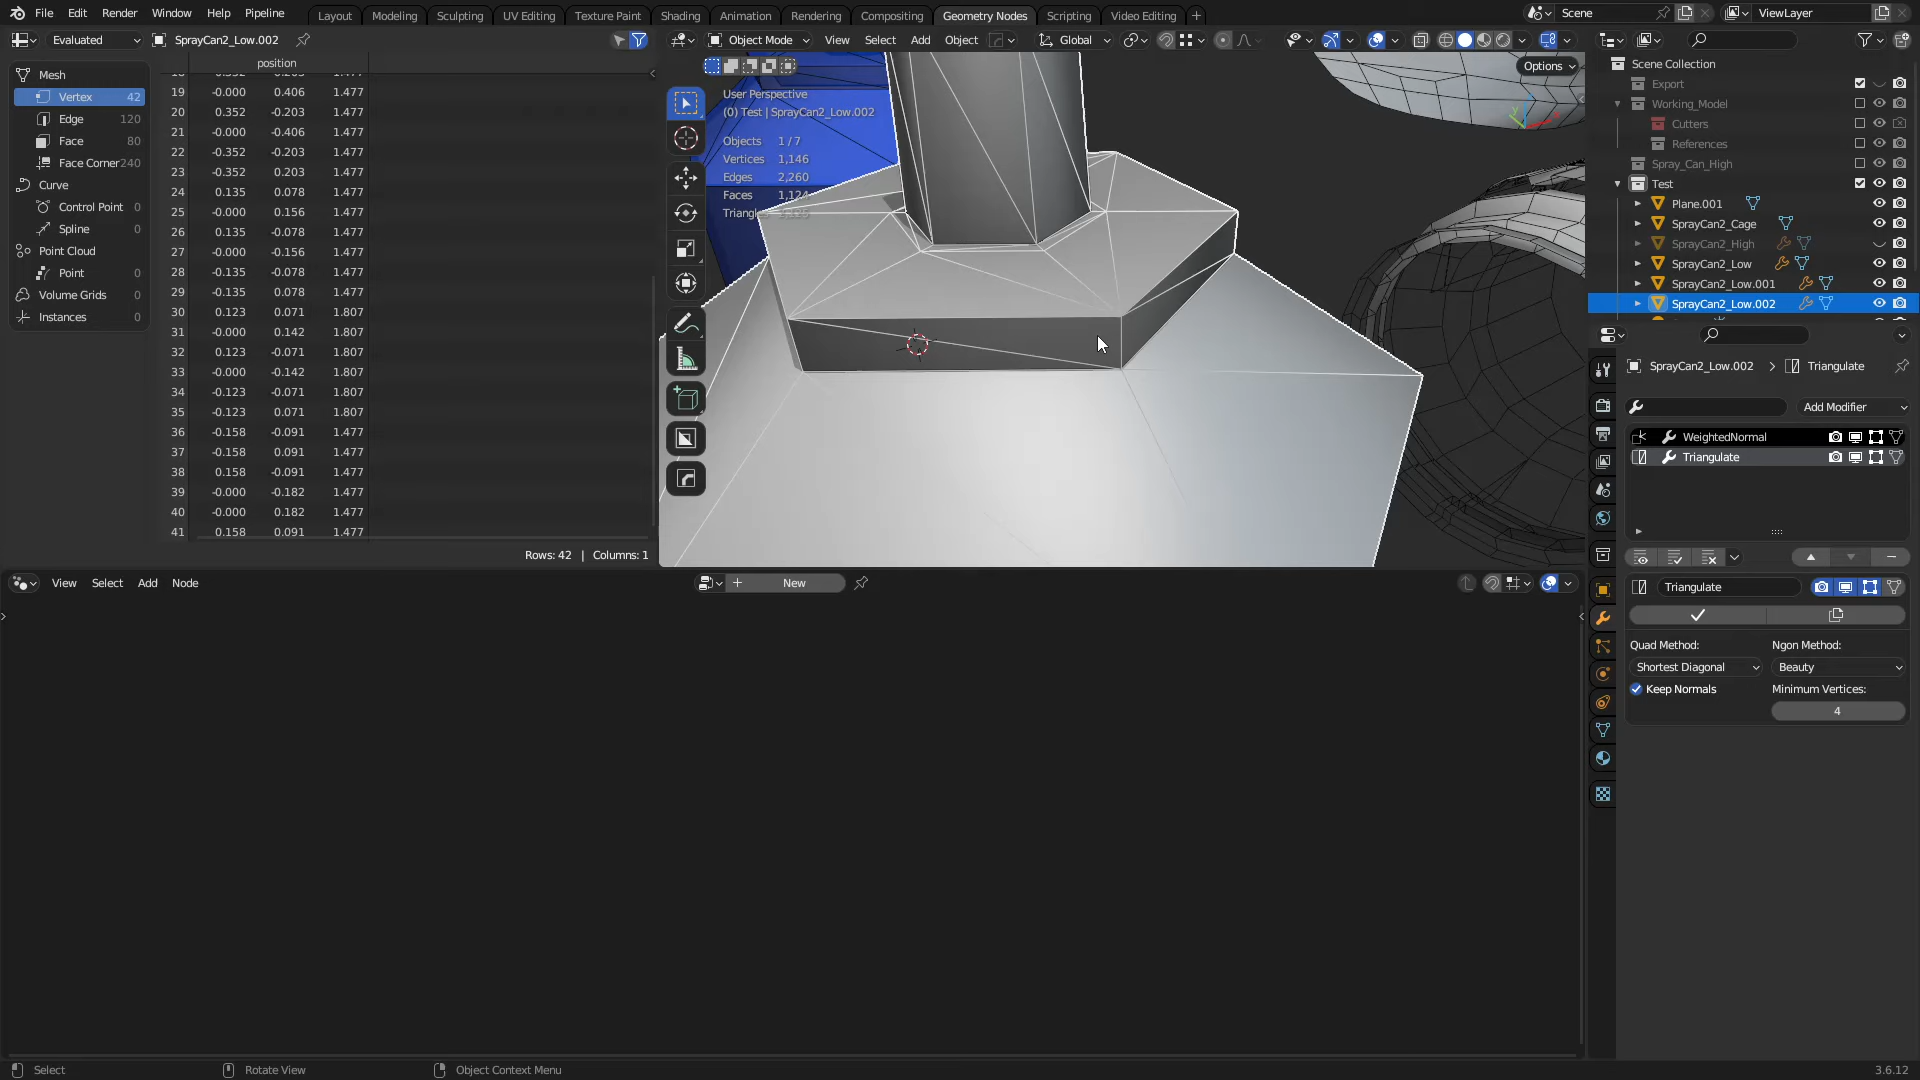 File Edit Render Window Help Pipeline Layout Modeling Sculpting UV Editing Texture Paint Shading Animation Rendering Compositing Geometry Nodes Scripting Video Editing + Scene ViewLayer
Evaluated SprayCan2_Low.002 Object Mode View Select Add Object Global
position
Mesh
Vertex 42
Edge 120
Face 80
Face Corner 240
Curve
Control Point 0
Spline 0
Point Cloud
Point 0
Volume Grids 0
Instances 0
19 -0.000 0.406 1.477
20 0.352 -0.203 1.477
21 -0.000 -0.406 1.477
22 -0.352 -0.203 1.477
23 -0.352 0.203 1.477
24 0.135 0.078 1.477
25 -0.000 0.156 1.477
26 0.135 -0.078 1.477
27 -0.000 -0.156 1.477
28 -0.135 -0.078 1.477
29 -0.135 0.078 1.477
30 0.123 0.071 1.807
31 -0.000 0.142 1.807
32 0.123 -0.071 1.807
33 -0.000 -0.142 1.807
34 -0.123 -0.071 1.807
35 -0.123 0.071 1.807
36 -0.158 -0.091 1.477
37 -0.158 0.091 1.477
38 0.158 -0.091 1.477
39 -0.000 -0.182 1.477
40 -0.000 0.182 1.477
41 0.158 0.091 1.477
Rows: 42 | Columns: 1
Options
User Perspective
(0) Test | SprayCan2_Low.002
Objects 1 / 7
Vertices 1,146
Edges 2,260
Faces 1,124
Scene Collection
Export
Working_Model
Cutters
References
Spray_Can_High
Test
Plane.001
SprayCan2_Cage
SprayCan2_High
SprayCan2_Low
SprayCan2_Low.001
SprayCan2_Low.002
SprayCan2_Low.002 Triangulate
Add Modifier
WeightedNormal
Triangulate
Triangulate
Quad Method: Ngon Method:
Shortest Diagonal Beauty
Keep Normals Minimum Vertices:
4
View Select Add Node + New
Select Rotate View Object Context Menu 3.6.12